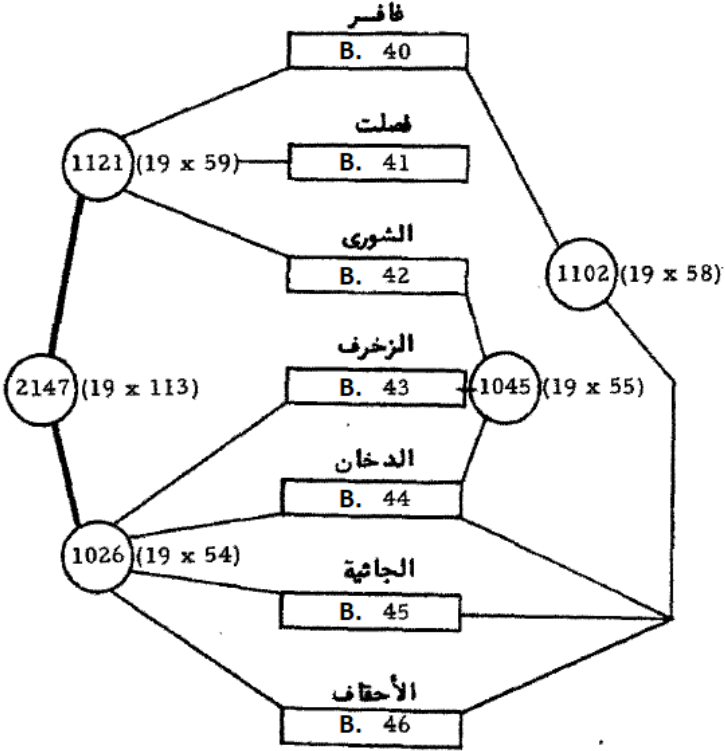 غافر
B. 40
فصلت
1121 (19 x 59)
B. 41
الشورى
B. 42
1102 (19 x 58)
الزخرف
2147 (19 x 113)
B. 43
1045 (19 x 55)
الدخان
B. 44
1026 (19 x 54)
الجاثية
B. 45
الأحقاف
B. 46